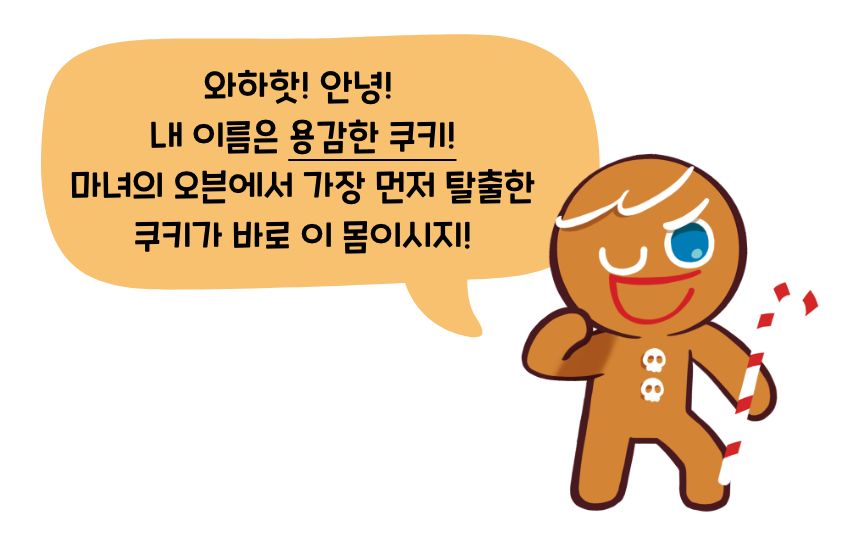 와하핫! 안녕!
내 이름은 용감한 쿠키!
마녀의 오븐에서 가장 먼저 탈출한
쿠키가 바로 이 몸이시지!